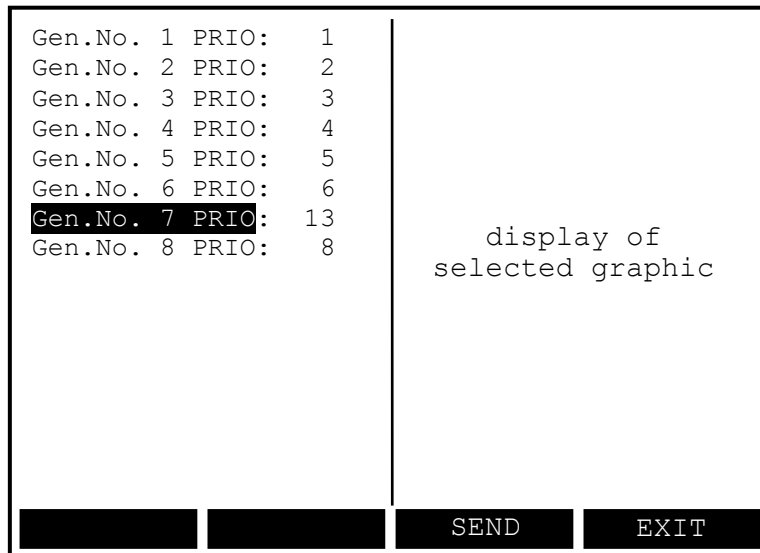 Gen.No. 1 PRIO: 1
Gen.No. 2 PRIO: 2
Gen.No. 3 PRIO: 3
Gen.No. 4 PRIO: 4
Gen.No. 5 PRIO: 5
Gen.No. 6 PRIO: 6
Gen.No. 7 PRIO: 13
Gen.No. 8 PRIO: 8
display of
selected graphic
SEND EXIT